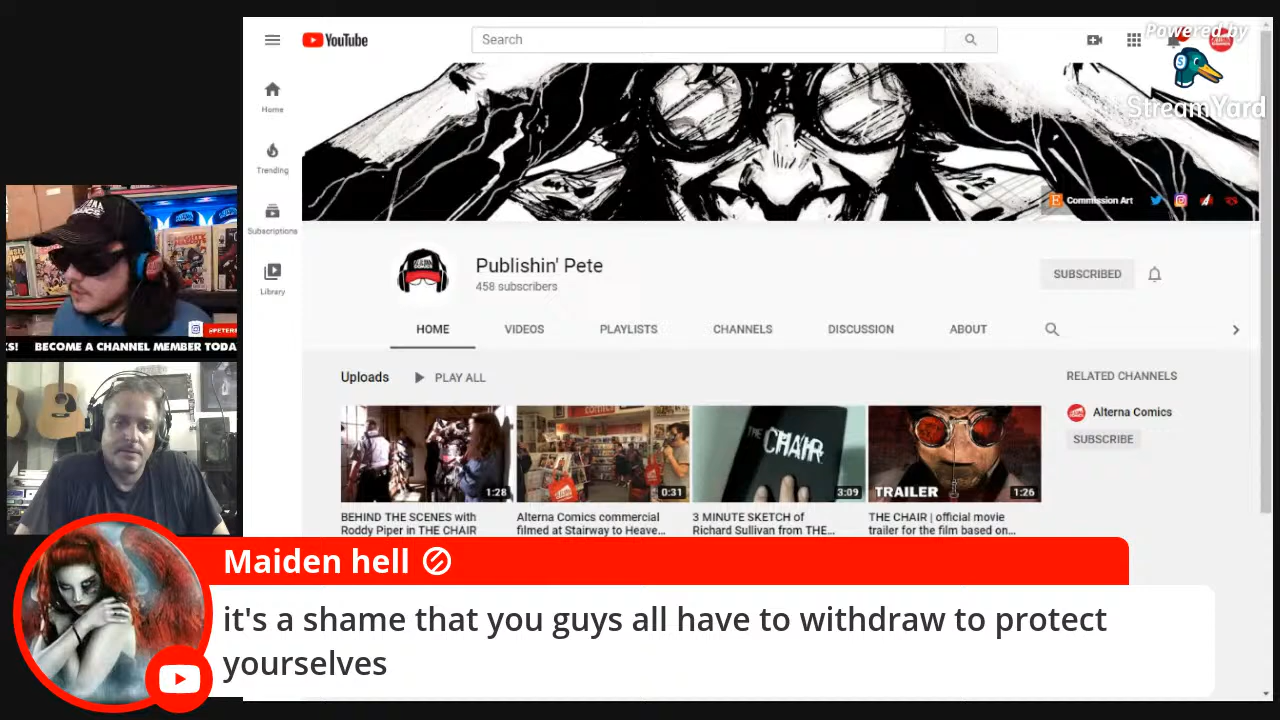 YouTube
Search
Powered by
StreamYard
Home
Trending
Subscriptions
Library
Commission Art
Publishin' Pete
458 subscribers
SUBSCRIBED
HOME
VIDEOS
PLAYLISTS
CHANNELS
DISCUSSION
ABOUT
Uploads
PLAY ALL
RELATED CHANNELS
Alterna Comics
SUBSCRIBE
THE CHAIR
TRAILER
1:28
0:31
3:09
1:26
BEHIND THE SCENES with
Roddy Piper in THE CHAIR
Alterna Comics commercial
filmed at Stairway to Heave...
3 MINUTE SKETCH of
Richard Sullivan from THE...
THE CHAIR | official movie
trailer for the film based on...
BECOME A CHANNEL MEMBER TODA
Maiden hell
it's a shame that you guys all have to withdraw to protect
yourselves